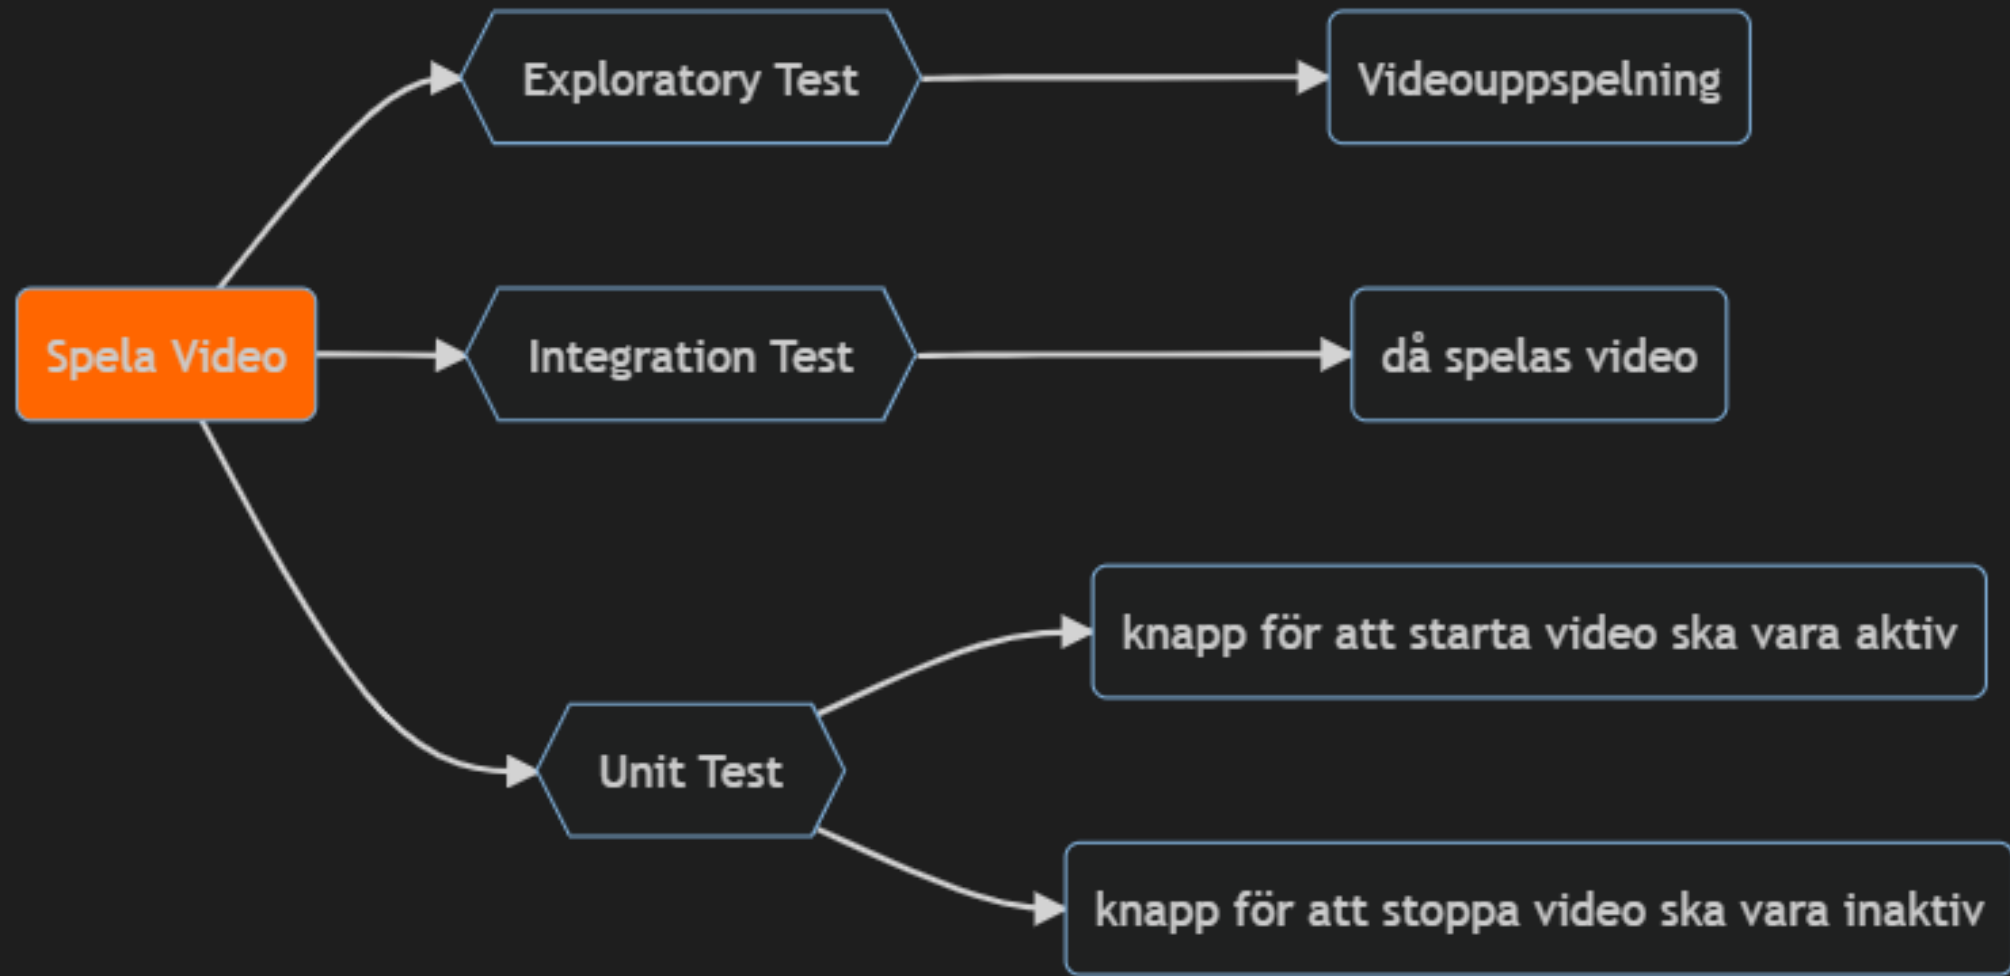 Exploratory Test
Videouppspelning
Spela Video
Integration Test
då spelas video
knapp för att starta video ska vara aktiv
Unit Test
knapp för att stoppa video ska vara inaktiv